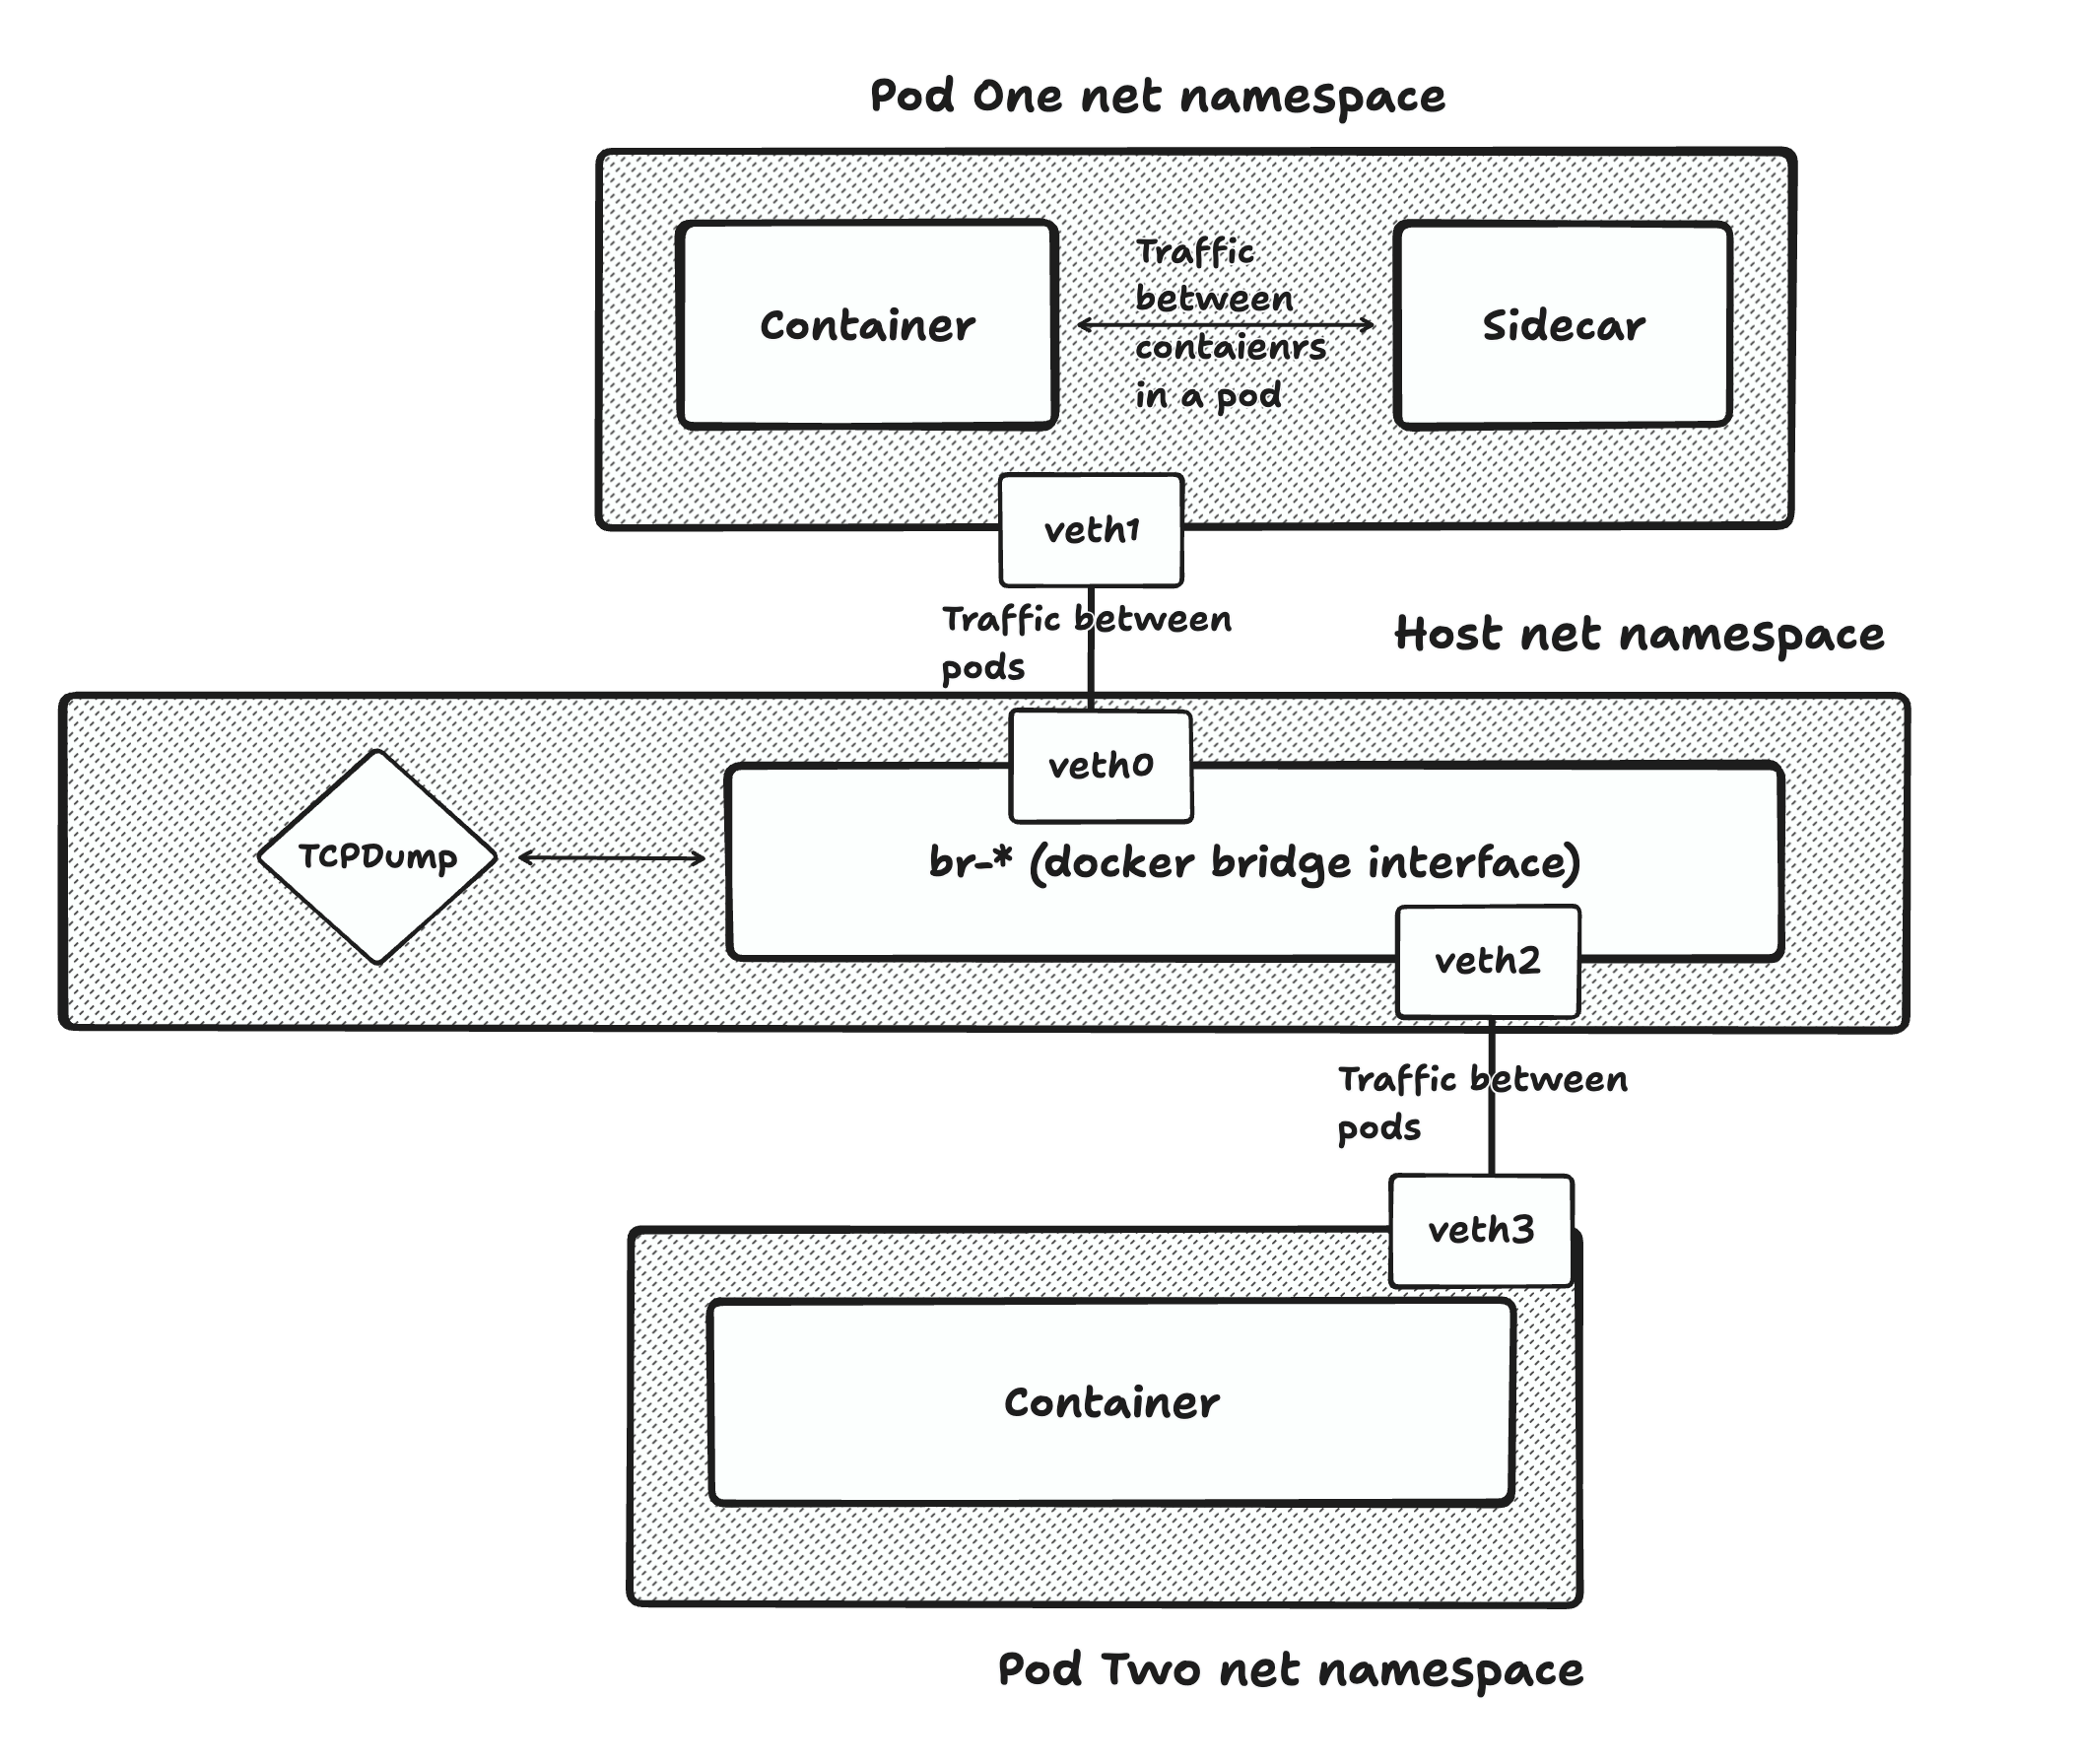 Pod One net namespace
Container
Traffic
between
contaienrs
in a pod
Sidecar
veth1
Traffic between
pods
Host net namespace
veth0
TCPDump
br-* (docker bridge interface)
veth2
Traffic between
pods
veth3
Container
Pod Two net namespace